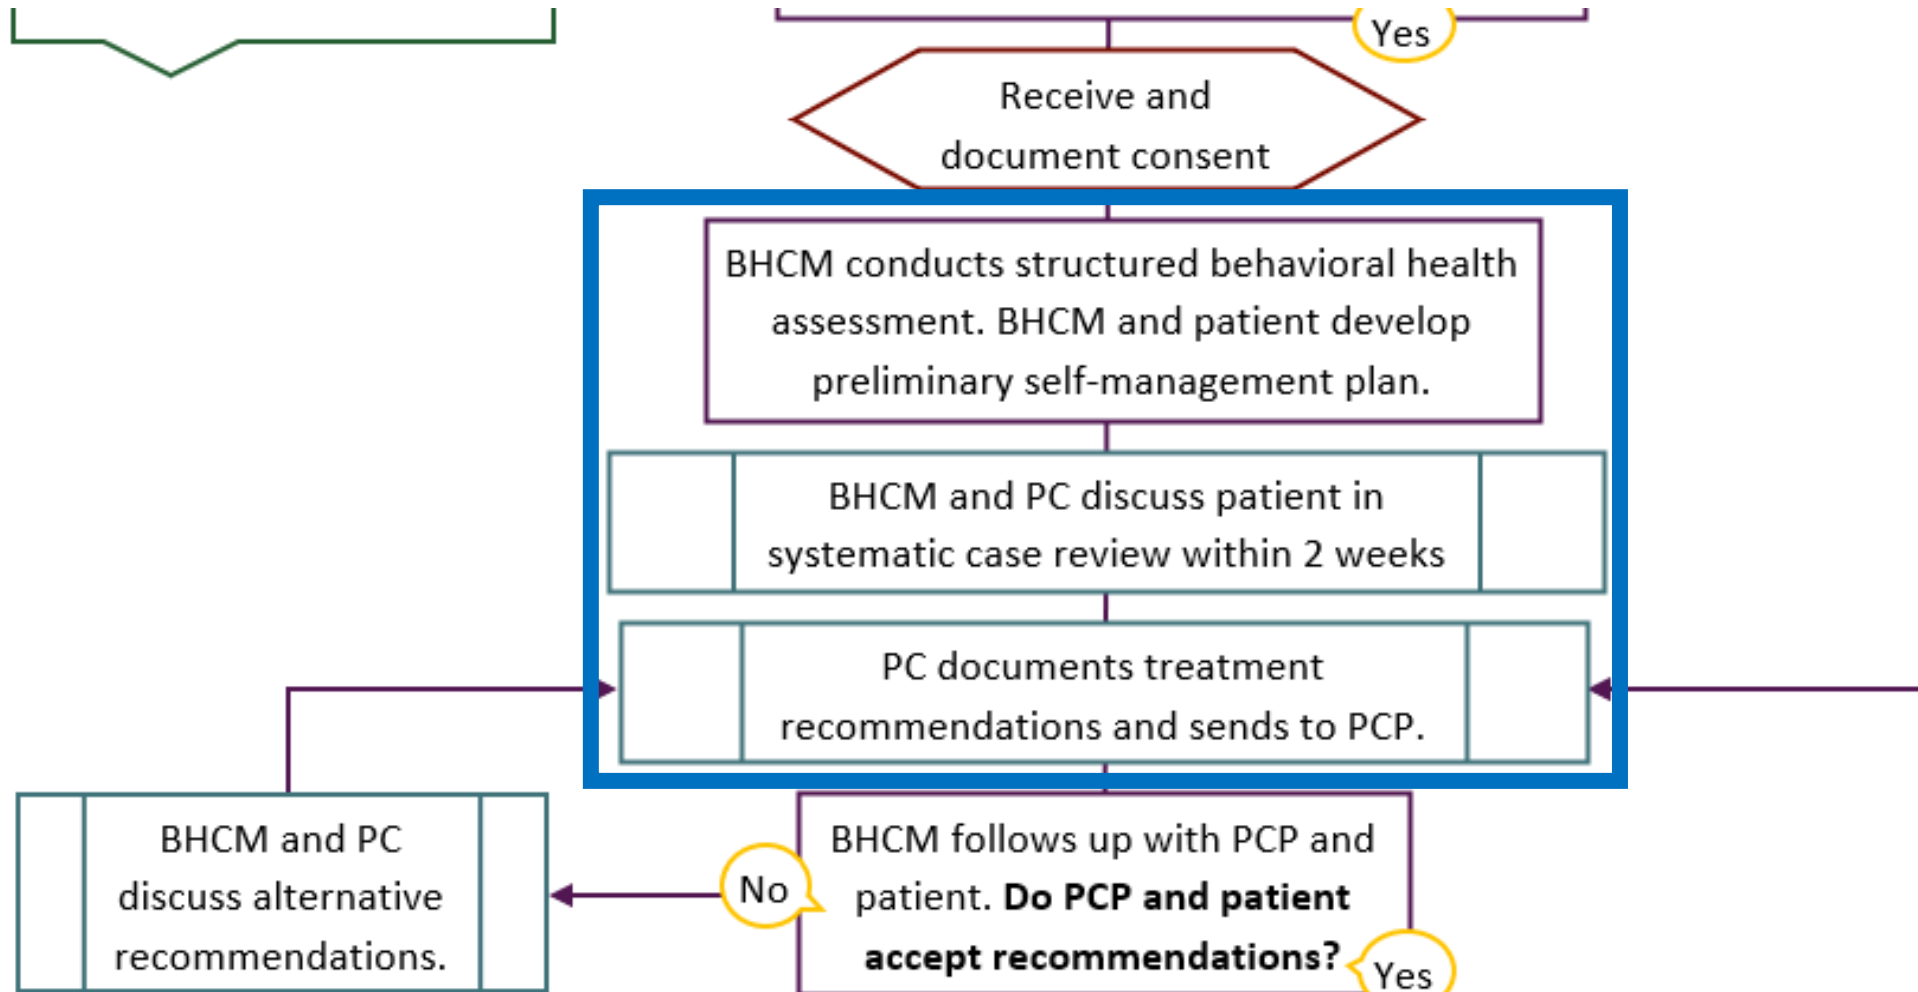 Yes
Receive and
document consent
BHCM conducts structured behavioral health
assessment. BHCM and patient develop
preliminary self-management plan.
BHCM and PC discuss patient in
systematic case review within 2 weeks
PC documents treatment
recommendations and sends to PCP.
BHCM and PC
discuss alternative
recommendations.
No
BHCM follows up with PCP and
patient. Do PCP and patient
accept recommendations?
Yes